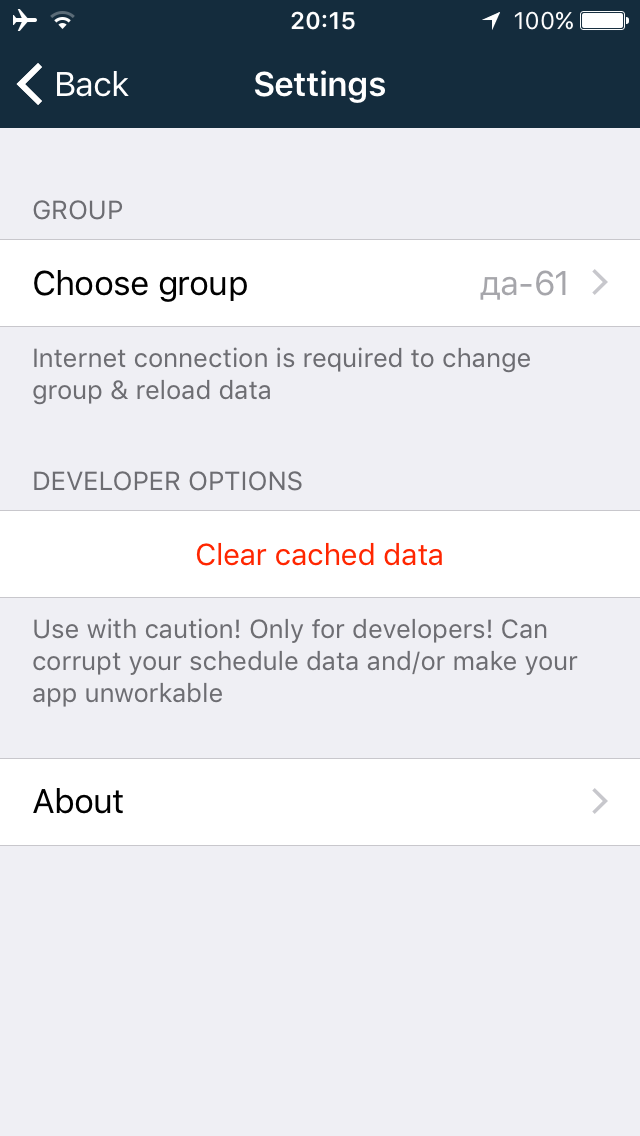 20:15 100%
Back Settings
GROUP
Choose group да-61
Internet connection is required to change
group & reload data
DEVELOPER OPTIONS
Clear cached data
Use with caution! Only for developers! Can
corrupt your schedule data and/or make your
app unworkable
About